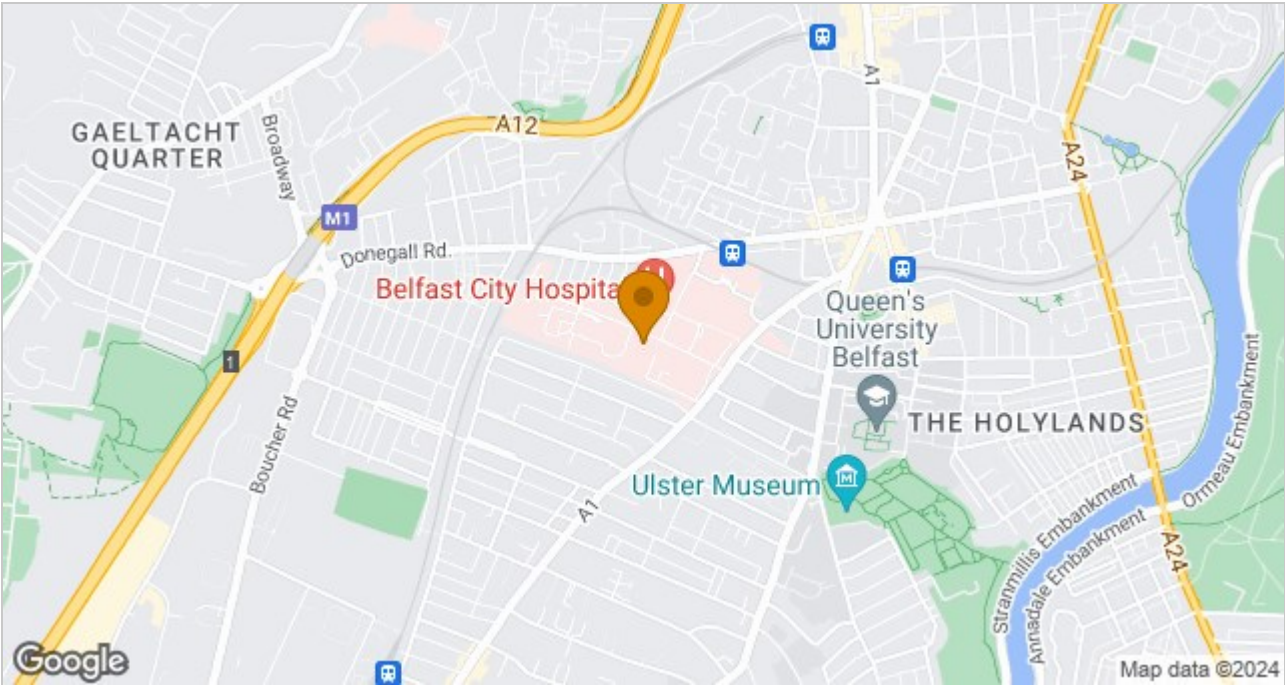 A1
A12
GAELTACHT
QUARTER
Broadway
A24
M1
Donegall Rd.
Belfast City Hospita
Queen's
University
Belfast
1
THE HOLYLANDS
Boucher Rd
Ormeau Embankment
Ulster Museum
M
A1
Stranmillis Embankment
Annadale Embankment
A24
Google
Map data ©2024